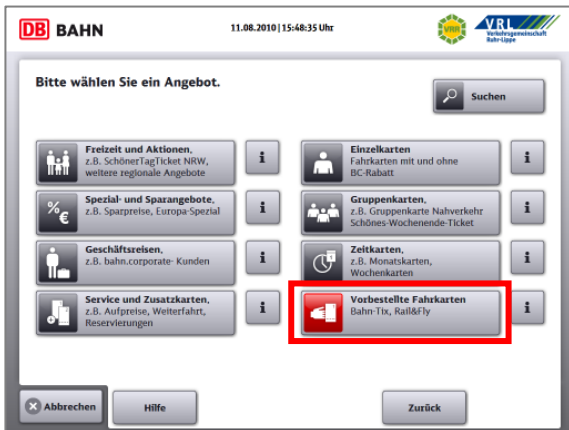 DB BAHN
11.08.2010 | 15:48:35 Uhr
VRR
VRL
Verkehrsgemeinschaft
Ruhr-Lippe
Bitte wählen Sie ein Angebot.
Suchen
Freizeit und Aktionen,
z.B. SchönerTagTicket NRW,
weitere regionale Angebote
i
Einzelkarten
Fahrkarten mit und ohne
BC-Rabatt
i
%€
Spezial- und Sparangebote,
z.B. Sparpreise, Europa-Spezial
i
Gruppenkarten,
z.B. Gruppenkarte Nahverkehr
Schönes-Wochenende-Ticket
i
Geschäftsreisen,
z.B. bahn.corporate- Kunden
i
Zeitkarten,
z.B. Monatskarten,
Wochenkarten
i
Service und Zusatzkarten,
z.B. Aufpreise, Weiterfahrt,
Reservierungen
i
Vorbestellte Fahrkarten
Bahn-Tix, Rail&Fly
i
Abbrechen
Hilfe
Zurück